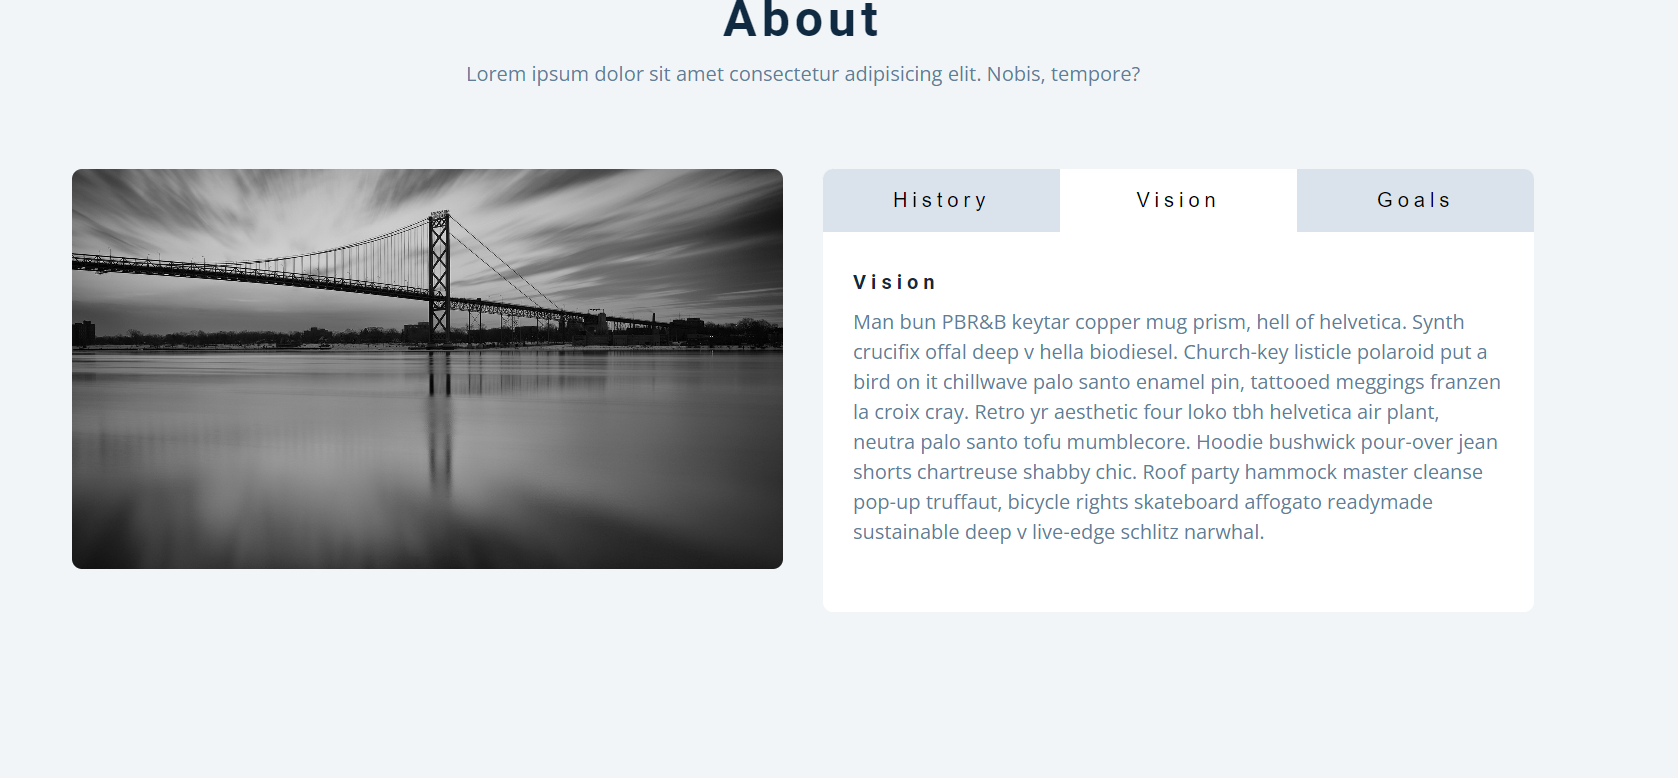 About
Lorem ipsum dolor sit amet consectetur adipisicing elit. Nobis, tempore?
History
Vision
Goals
Vision
Man bun PBR&B keytar copper mug prism, hell of helvetica. Synth
crucifix offal deep v hella biodiesel. Church-key listicle polaroid put a
bird on it chillwave palo santo enamel pin, tattooed meggings franzen
la croix cray. Retro yr aesthetic four loko tbh helvetica air plant,
neutra palo santo tofu mumblecore. Hoodie bushwick pour-over jean
shorts chartreuse shabby chic. Roof party hammock master cleanse
pop-up truffaut, bicycle rights skateboard affogato readymade
sustainable deep v live-edge schlitz narwhal.